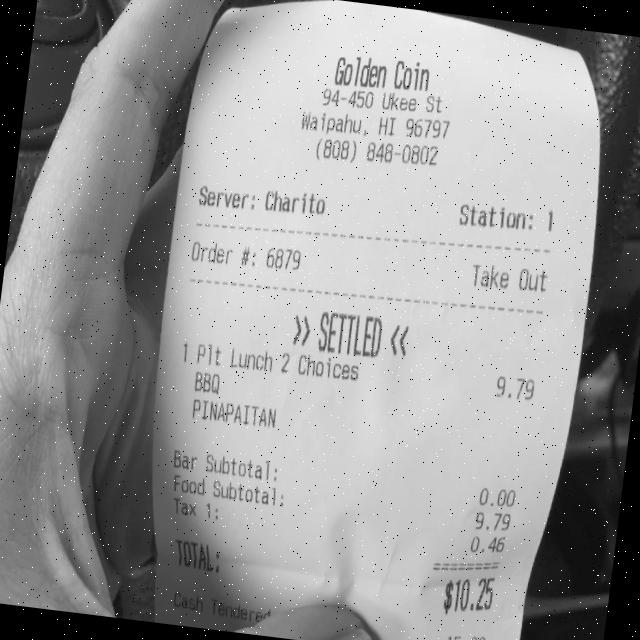 Golden Coin
94-450 Ukee St
Waipahu, HI 96797
(808) 848-0802
Server: Charito Station: 1
Order #: 6879 Take Out
>> SETTLED <<
1 Plt Lunch 2 Choices 9.79
BBQ
PINAPAITAN
Bar Subtotal: 0.00
Food Subtotal: 9.79
Tax 1: 0.46
TOTAL: $10.25
Cash Tendered